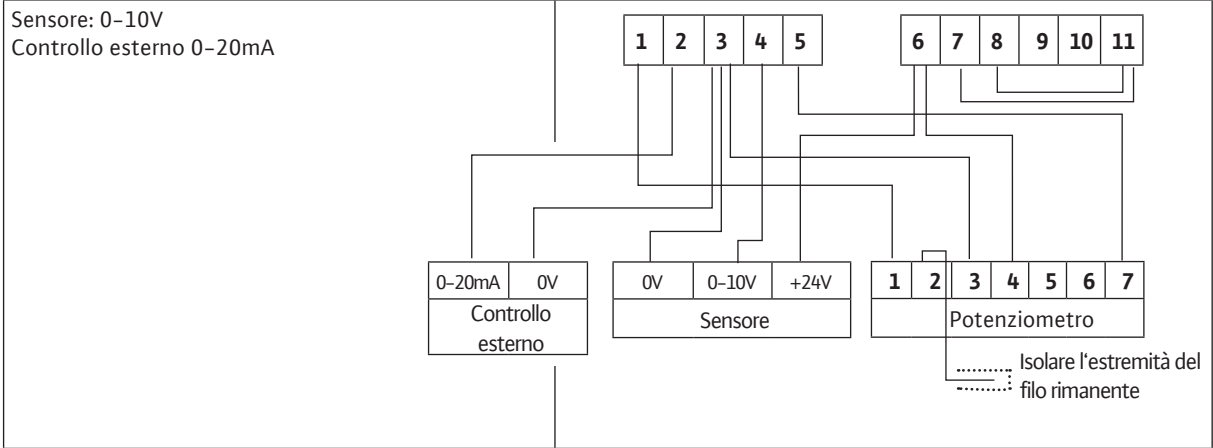 Sensore: 0–10V
Controllo esterno 0–20mA
1 2 3 4 5
6 7 8 9 10 11
0–20mA 0V
Controllo
esterno
0V 0–10V +24V
Sensore
1 2 3 4 5 6 7
Potenziometro
Isolare l‘estremità del
filo rimanente